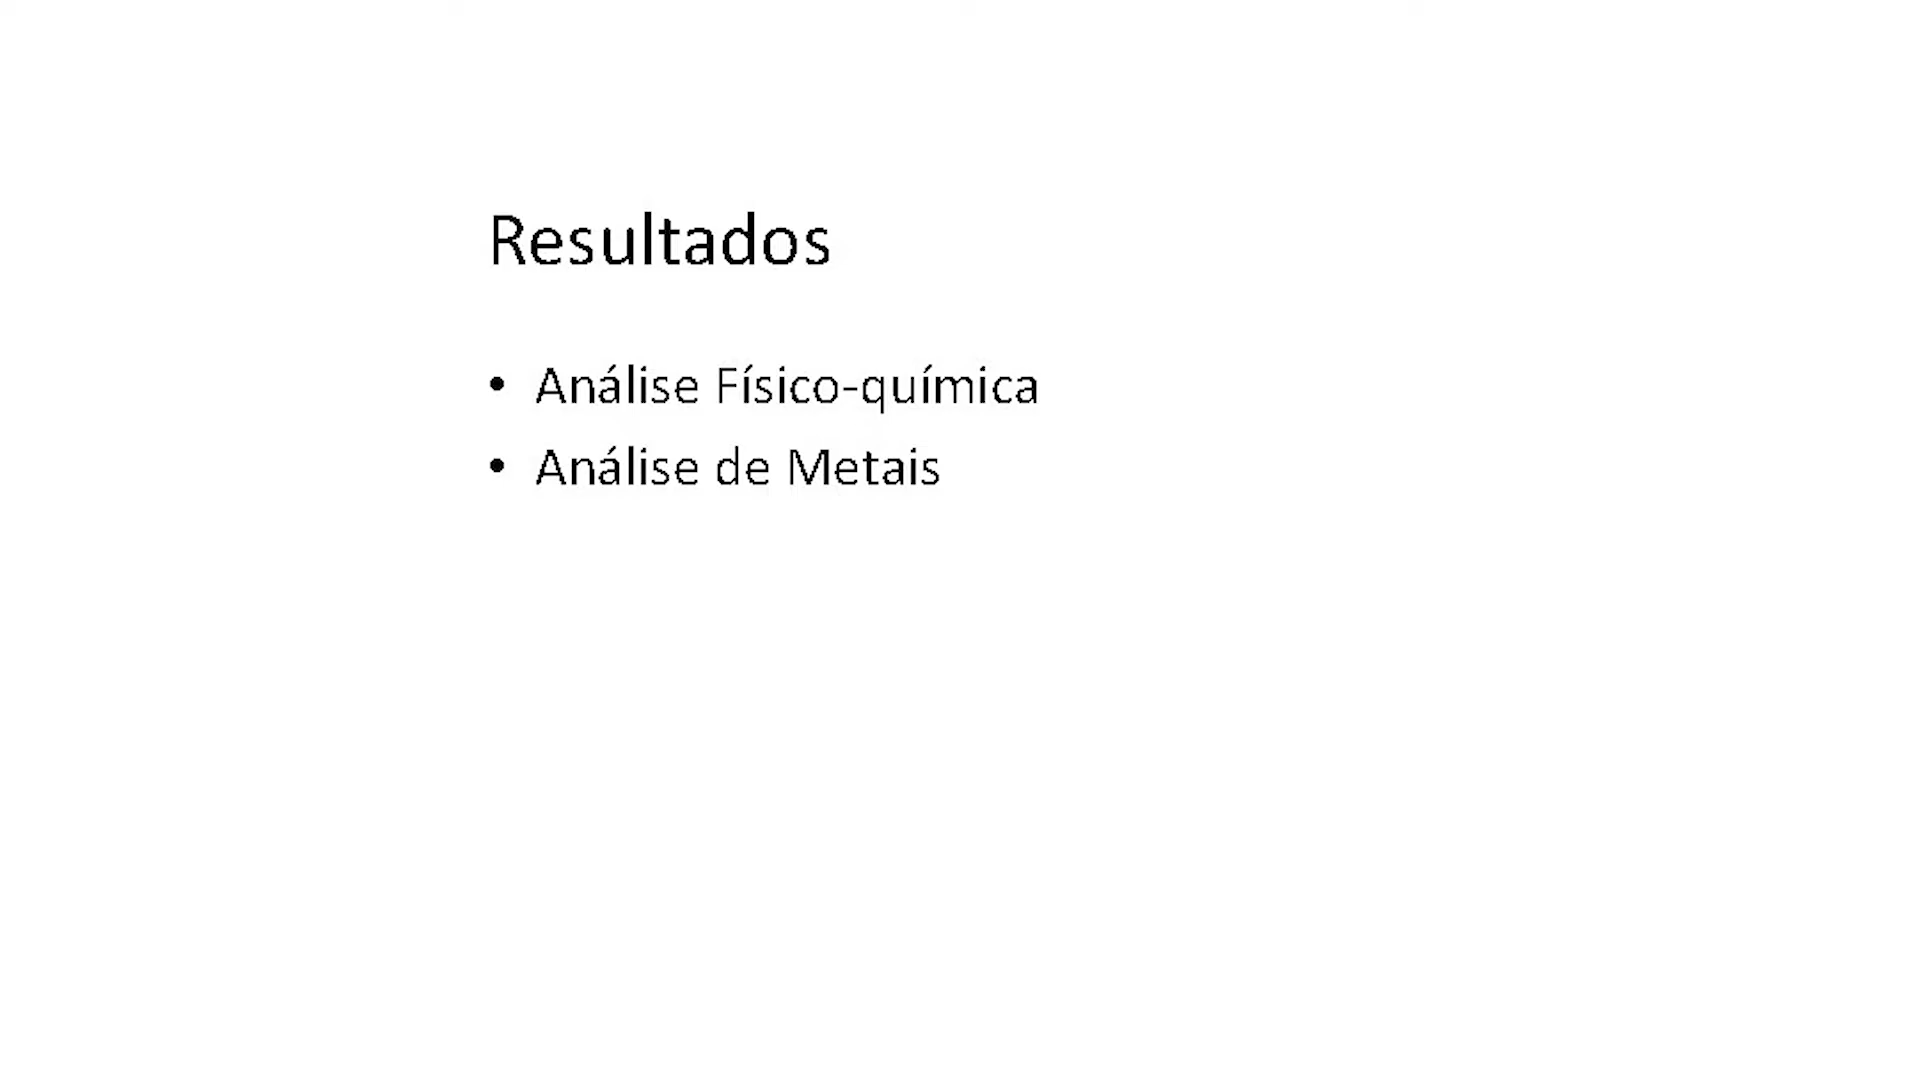 Resultados
• Análise Físico-química
• Análise de Metais